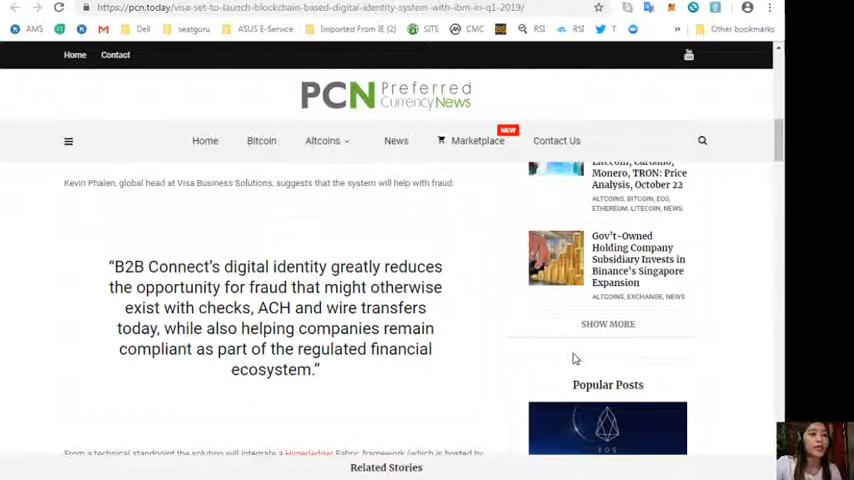 https://pcn.today/visa-set-to-launch-blockchain-based-digital-identity-system-with-ibm-in-q1-2019/
AMS
Dell
seatguru
ASUS E-Service
Imported From IE (2)
SITE
CMC
RSI
RSI
T
»
Other bookmarks
Home
Contact
PCN Preferred
Currency News
NEW
Home
Bitcoin
Altcoins
News
Marketplace
Contact Us
Kevin Phalen, global head at Visa Business Solutions, suggests that the system will help with fraud:
“B2B Connect’s digital identity greatly reduces
the opportunity for fraud that might otherwise
exist with checks, ACH and wire transfers
today, while also helping companies remain
compliant as part of the regulated financial
ecosystem.”
From a technical standpoint the solution will integrate a Hyperledger Fabric framework (which is hosted by
Litecoin, Cardano,
Monero, TRON: Price
Analysis, October 22
ALTCOINS, BITCOIN, EOS,
ETHEREUM, LITECOIN, NEWS
Gov’t-Owned
Holding Company
Subsidiary Invests in
Binance’s Singapore
Expansion
ALTCOINS, EXCHANGE, NEWS
SHOW MORE
Popular Posts
EOS
Related Stories